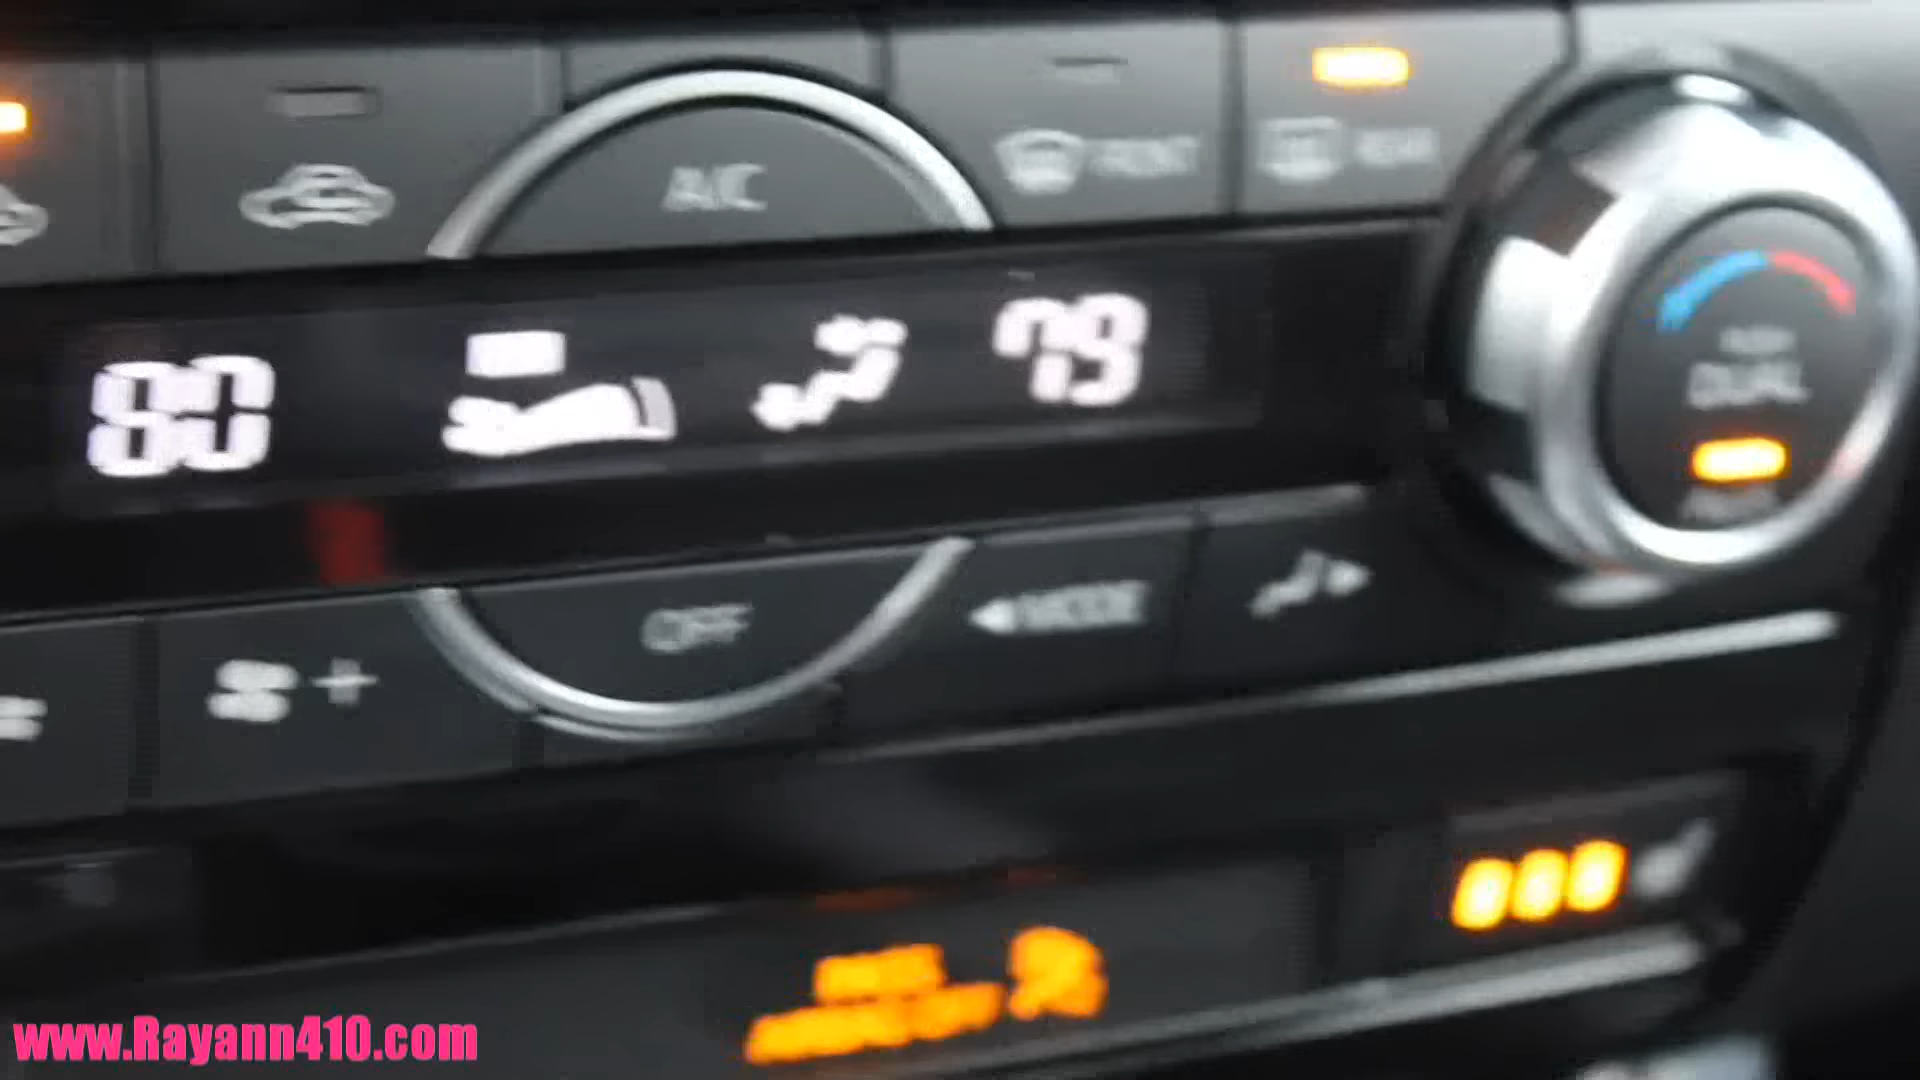 A/C
FRONT
REAR
80
79
DUAL
OFF
MODE
www.Rayann410.com